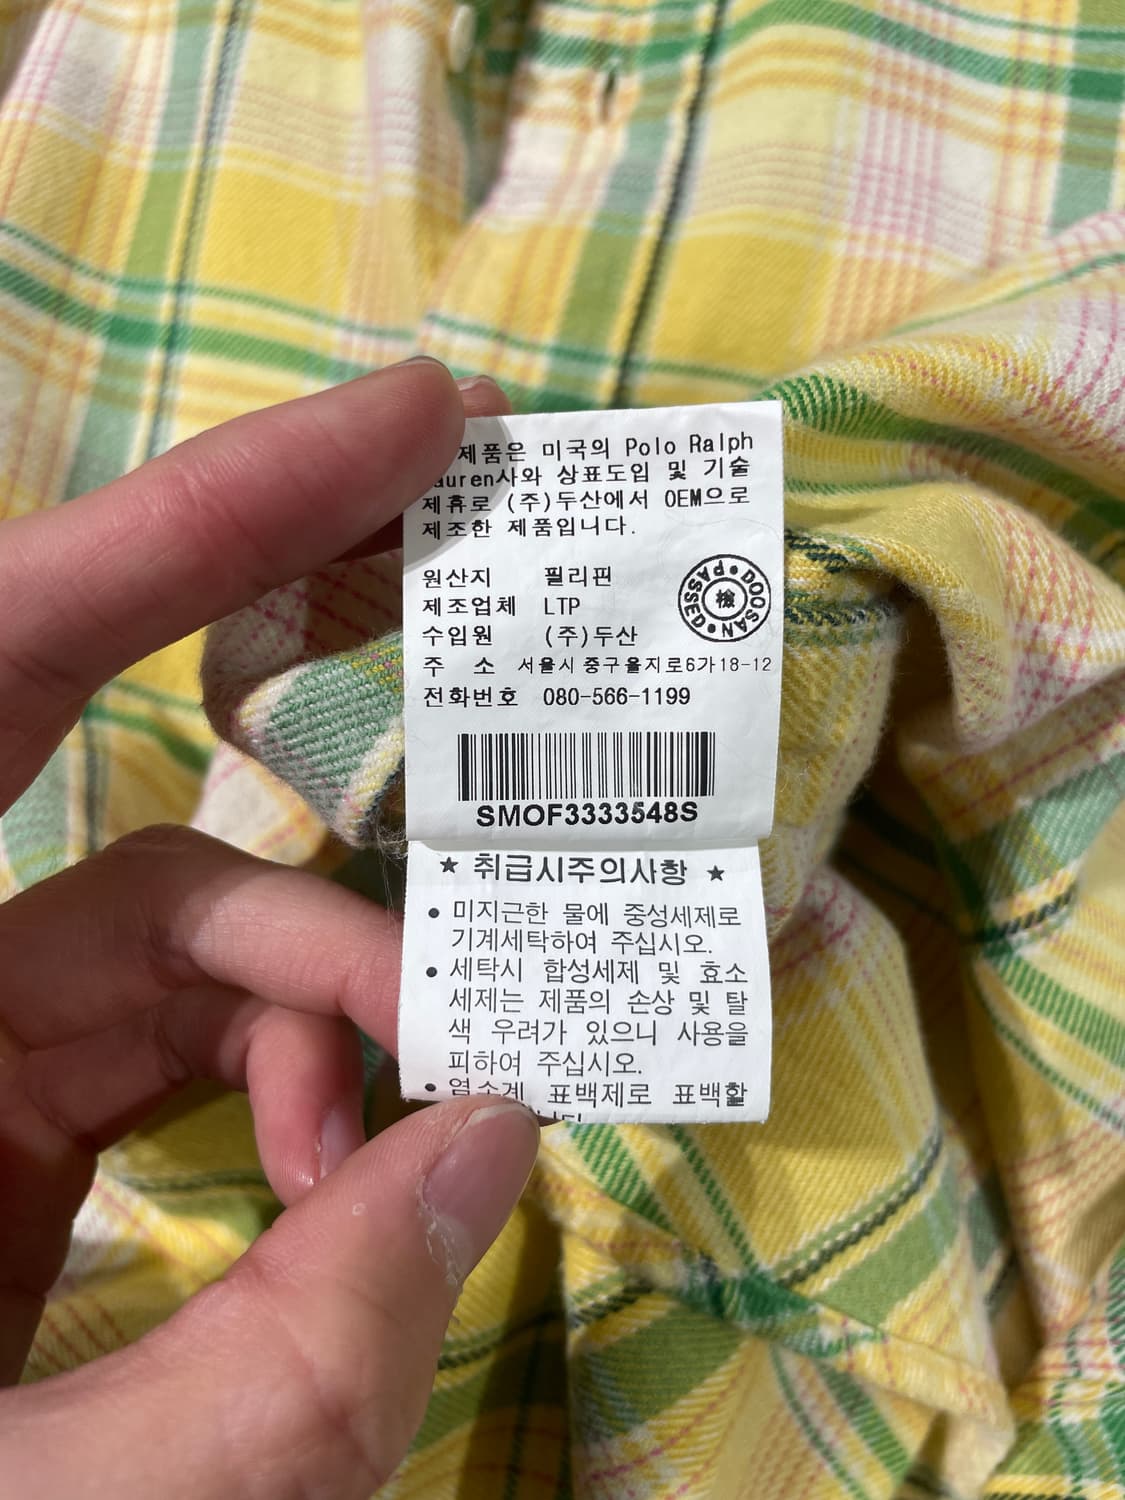 제품은 미국의 Polo Ralph
auren사와 상표도입 및 기술
제휴로 (주)두산에서 OEM으로
제조한 제품입니다.
원산지 필리핀
제조업체 LTP
수입원 (주)두산
주 소 서울시 중구 을지로6가 18-12
전화번호 080-566-1199
PASSED • DOOSAN •
檢
SMOF3333548S
★ 취급시주의사항 ★
• 미지근한 물에 중성세제로
기계세탁하여 주십시오.
• 세탁시 합성세제 및 효소
세제는 제품의 손상 및 탈
색 우려가 있으니 사용을
피하여 주십시오.
• 염소계 표백제로 표백할